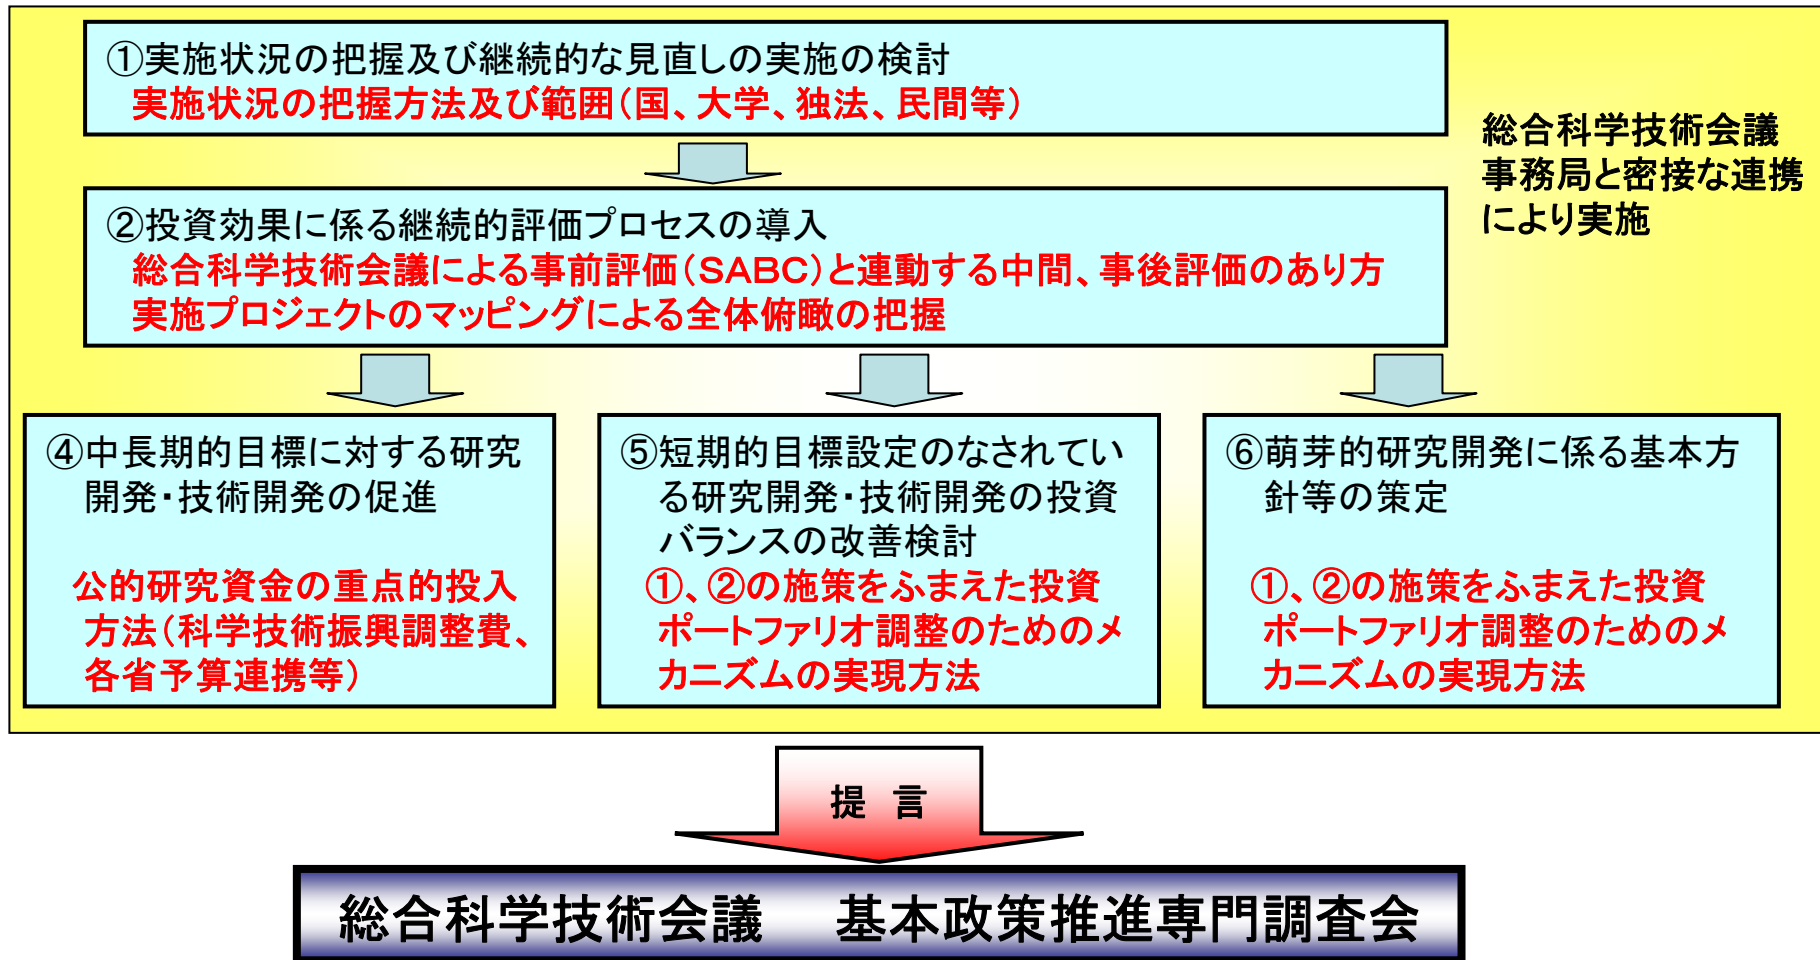 ①実施状況の把握及び継続的な見直しの実施の検討
実施状況の把握方法及び範囲(国、大学、独法、民間等)
総合科学技術会議
事務局と密接な連携
により実施
②投資効果に係る継続的評価プロセスの導入
総合科学技術会議による事前評価(SABC)と連動する中間、事後評価のあり方
実施プロジェクトのマッピングによる全体俯瞰の把握
④中長期的目標に対する研究
開発・技術開発の促進
公的研究資金の重点的投入
方法(科学技術振興調整費、
各省予算連携等)
⑤短期的目標設定のなされてい
る研究開発・技術開発の投資
バランスの改善検討
①、②の施策をふまえた投資
ポートファリオ調整のためのメ
カニズムの実現方法
⑥萌芽的研究開発に係る基本方
針等の策定
①、②の施策をふまえた投資
ポートファリオ調整のためのメ
カニズムの実現方法
提 言
総合科学技術会議 基本政策推進専門調査会